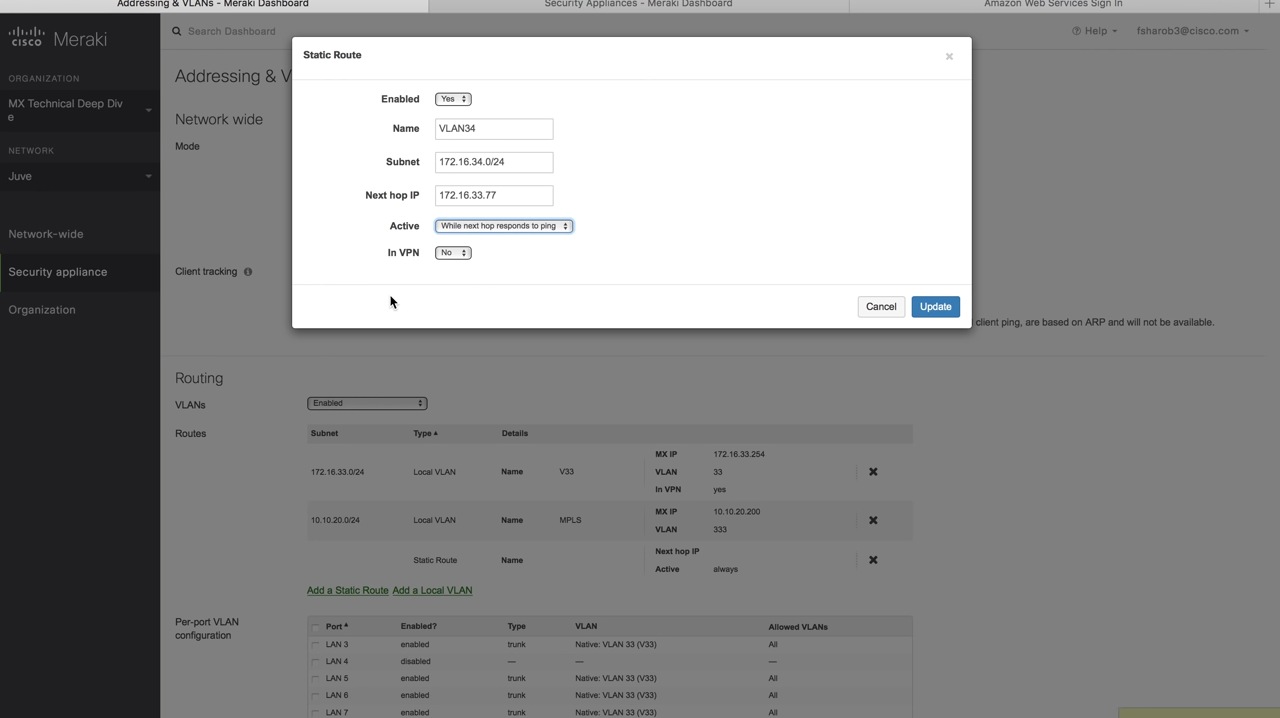 Addressing & VLANs - Meraki Dashboard
Security Appliances - Meraki Dashboard
Amazon Web Services Sign In
cisco Meraki
Search Dashboard
Help
fsharob3@cisco.com
ORGANIZATION
MX Technical Deep Div
e
NETWORK
Juve
Network-wide
Security appliance
Organization
Addressing & V
Network wide
Mode
Client tracking
Static Route
×
Enabled Yes
Name VLAN34
Subnet 172.16.34.0/24
Next hop IP 172.16.33.77
Active While next hop responds to ping
In VPN No
Cancel Update
client ping, are based on ARP and will not be available.
Routing
VLANs Enabled
Routes
Subnet Type Details
172.16.33.0/24 Local VLAN Name V33
MX IP 172.16.33.254
VLAN 33
In VPN yes
10.10.20.0/24 Local VLAN Name MPLS
MX IP 10.10.20.200
VLAN 333
Static Route Name
Next hop IP
Active always
Add a Static Route Add a Local VLAN
Per-port VLAN
configuration
Port Enabled? Type VLAN Allowed VLANs
LAN 3 enabled trunk Native: VLAN 33 (V33) All
LAN 4 disabled — — —
LAN 5 enabled trunk Native: VLAN 33 (V33) All
LAN 6 enabled trunk Native: VLAN 33 (V33) All
LAN 7 enabled trunk Native: VLAN 33 (V33) All